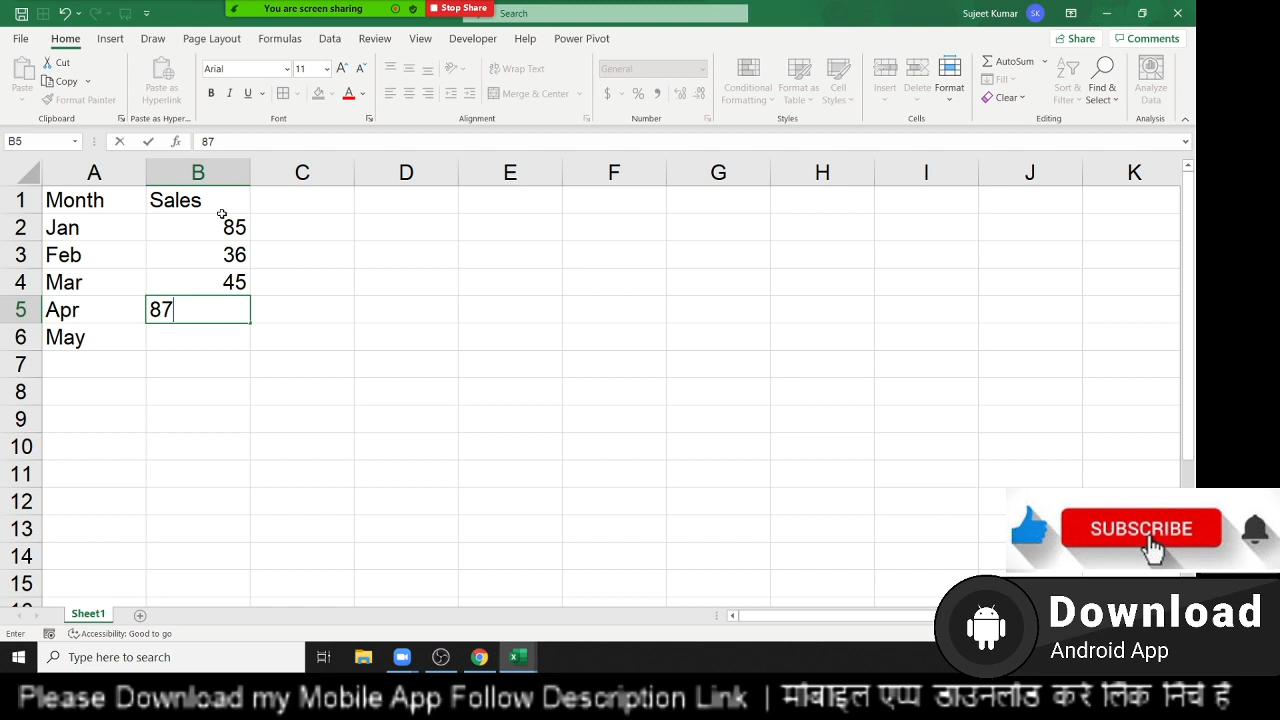 You are screen sharing
Stop Share
Search
Sujeet Kumar
SK
File Home Insert Draw Page Layout Formulas Data Review View Developer Help Power Pivot
Share
Comments
Paste
Cut
Copy
Format Painter
Clipboard
Paste as Hyperlink
Paste as Hyper...
Arial
11
B I U
Font
Wrap Text
Merge & Center
Alignment
General
$ % ,
Number
Conditional Formatting
Format as Table
Cell Styles
Styles
Insert
Delete
Format
Cells
AutoSum
Fill
Clear
Sort & Filter
Find & Select
Editing
Analyze Data
Analysis
B5
fx
87
A B C D E F G H I J K
1 Month Sales
2 Jan 85
3 Feb 36
4 Mar 45
5 Apr 87
6 May
7
8
9
10
11
12
13
14
15
SUBSCRIBE
Download
Android App
Sheet1
Enter
Accessibility: Good to go
Type here to search
Please Download my Mobile App Follow Description Link | मोबाइल एप्प डाउनलोड करे लिंक निचे है